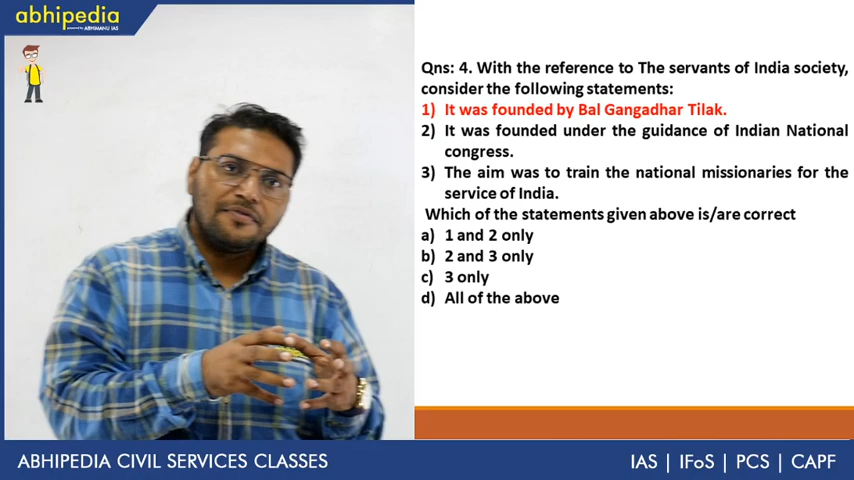 abhipedia
powered by ABHIMANU IAS
Qns: 4. With the reference to The servants of India society,
consider the following statements:
1) It was founded by Bal Gangadhar Tilak.
2) It was founded under the guidance of Indian National
congress.
3) The aim was to train the national missionaries for the
service of India.
Which of the statements given above is/are correct
a) 1 and 2 only
b) 2 and 3 only
c) 3 only
d) All of the above
ABHIPEDIA CIVIL SERVICES CLASSES
IAS | IFoS | PCS | CAPF